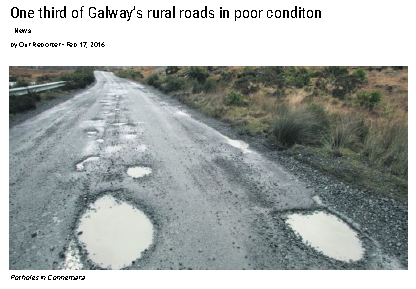 One third of Galway's rural roads in poor conditon
News
by Our Reporter - Feb 17, 2016
Potholes in Connemara